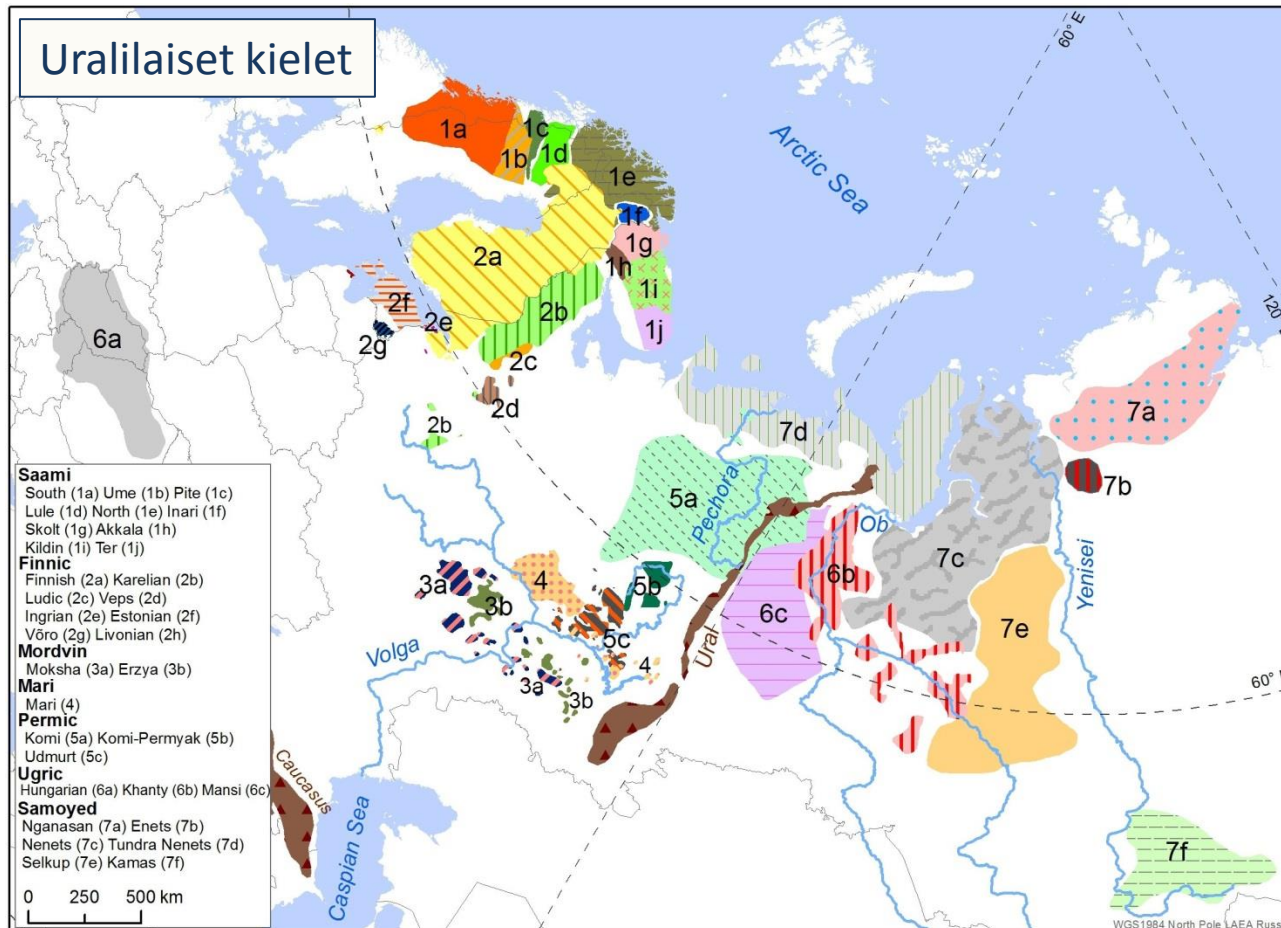 Uralilaiset kielet
60° E
120°
Arctic Sea
1a
1b
1c
1d
1e
1f
1g
1h
1i
1j
2a
2b
2c
2d
2e
2f
2g
2b
6a
7a
7b
7c
7d
7e
7f
5a
5b
5c
6b
6c
4
4
3a
3b
3a
3b
Pechora
Ob
Yenisei
Ural
Volga
Caucasus
Caspian Sea
60°
Saami
South (1a) Ume (1b) Pite (1c)
Lule (1d) North (1e) Inari (1f)
Skolt (1g) Akkala (1h)
Kildin (1i) Ter (1j)
Finnic
Finnish (2a) Karelian (2b)
Ludic (2c) Veps (2d)
Ingrian (2e) Estonian (2f)
Võro (2g) Livonian (2h)
Mordvin
Moksha (3a) Erzya (3b)
Mari
Mari (4)
Permic
Komi (5a) Komi-Permyak (5b)
Udmurt (5c)
Ugric
Hungarian (6a) Khanty (6b) Mansi (6c)
Samoyed
Nganasan (7a) Enets (7b)
Nenets (7c) Tundra Nenets (7d)
Selkup (7e) Kamas (7f)
0 250 500 km
WGS1984 North Pole LAEA Russ